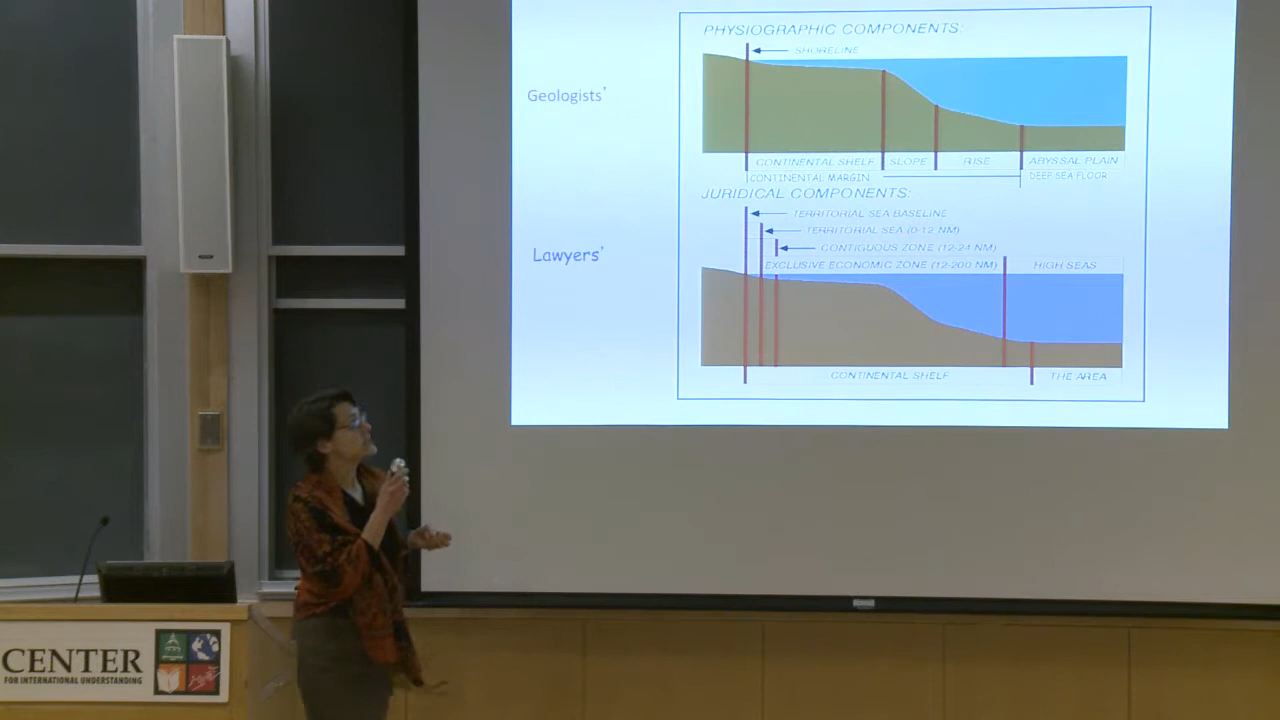 PHYSIOGRAPHIC COMPONENTS:
SHORELINE
Geologists'
CONTINENTAL SHELF SLOPE RISE ABYSSAL PLAIN
CONTINENTAL MARGIN DEEP SEA FLOOR
JURIDICAL COMPONENTS:
TERRITORIAL SEA BASELINE
TERRITORIAL SEA (0-12 NM)
CONTIGUOUS ZONE (12-24 NM)
Lawyers'
EXCLUSIVE ECONOMIC ZONE (12-200 NM) HIGH SEAS
CONTINENTAL SHELF THE AREA
CENTER
FOR INTERNATIONAL UNDERSTANDING